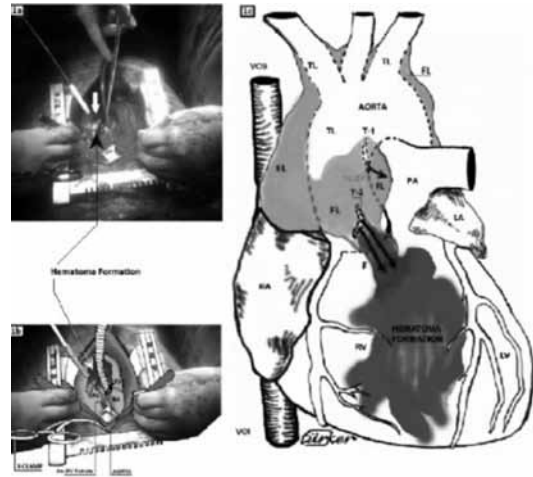 1a
Hematoma Formation
1b
X-CLAMP
AORTA
1c
TL
TL
FL
VCS
AORTA
TL
T-1
FL
FL
PA
T-2
FL
LA
F
RA
HEMATOMA
FORMATION
RV
LV
VCI